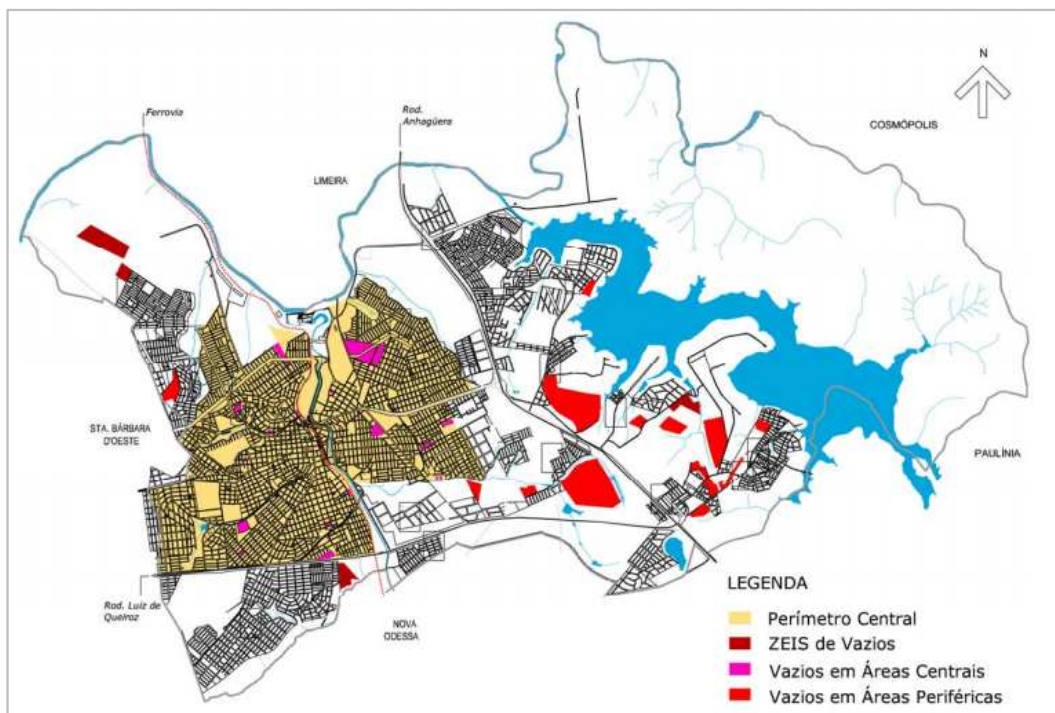 N
Ferrovia
Rod.
Anhagüera
COSMÓPOLIS
LIMEIRA
STA. BÁRBARA
D'OESTE
PAULÍNIA
Rod. Luiz de
Queiroz
NOVA
ODESSA
LEGENDA
Perímetro Central
ZEIS de Vazios
Vazios em Áreas Centrais
Vazios em Áreas Periféricas